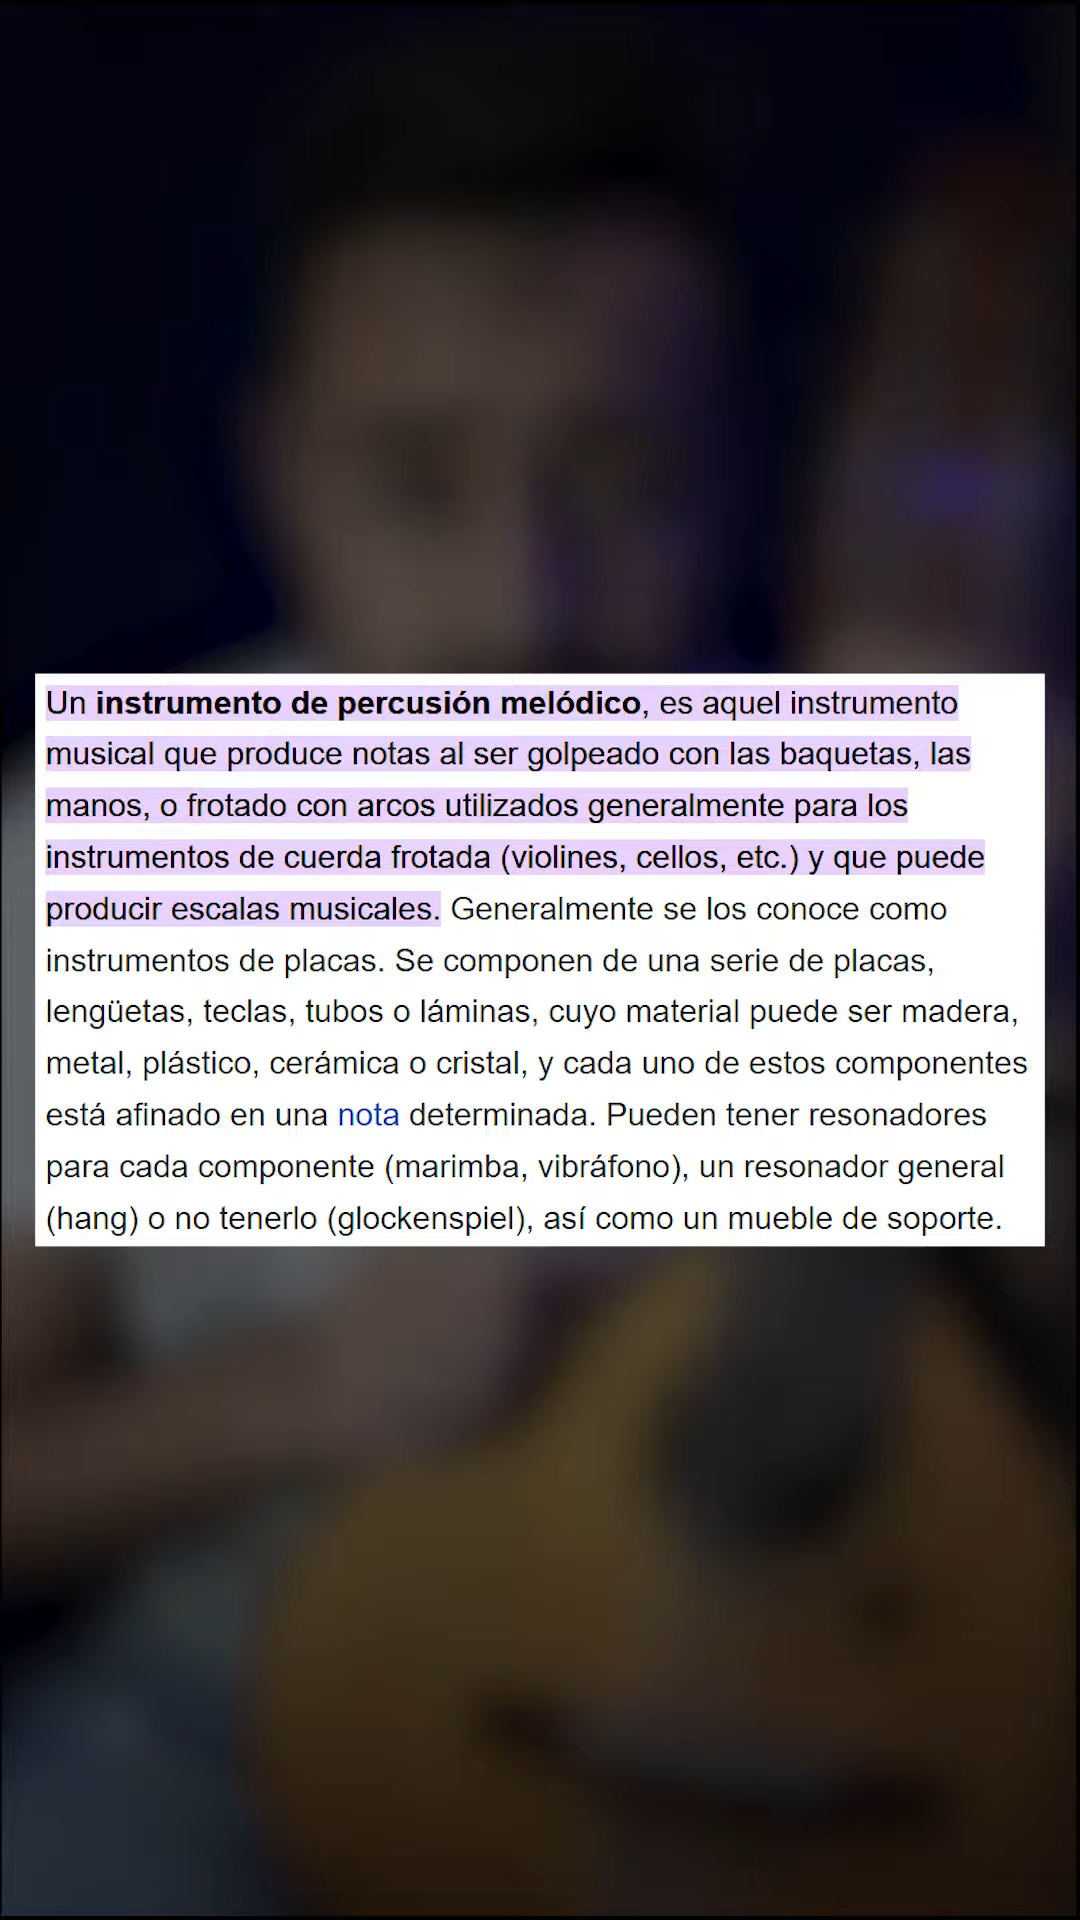 Un instrumento de percusión melódico, es aquel instrumento
musical que produce notas al ser golpeado con las baquetas, las
manos, o frotado con arcos utilizados generalmente para los
instrumentos de cuerda frotada (violines, cellos, etc.) y que puede
producir escalas musicales. Generalmente se los conoce como
instrumentos de placas. Se componen de una serie de placas,
lengüetas, teclas, tubos o láminas, cuyo material puede ser madera,
metal, plástico, cerámica o cristal, y cada uno de estos componentes
está afinado en una nota determinada. Pueden tener resonadores
para cada componente (marimba, vibráfono), un resonador general
(hang) o no tenerlo (glockenspiel), así como un mueble de soporte.